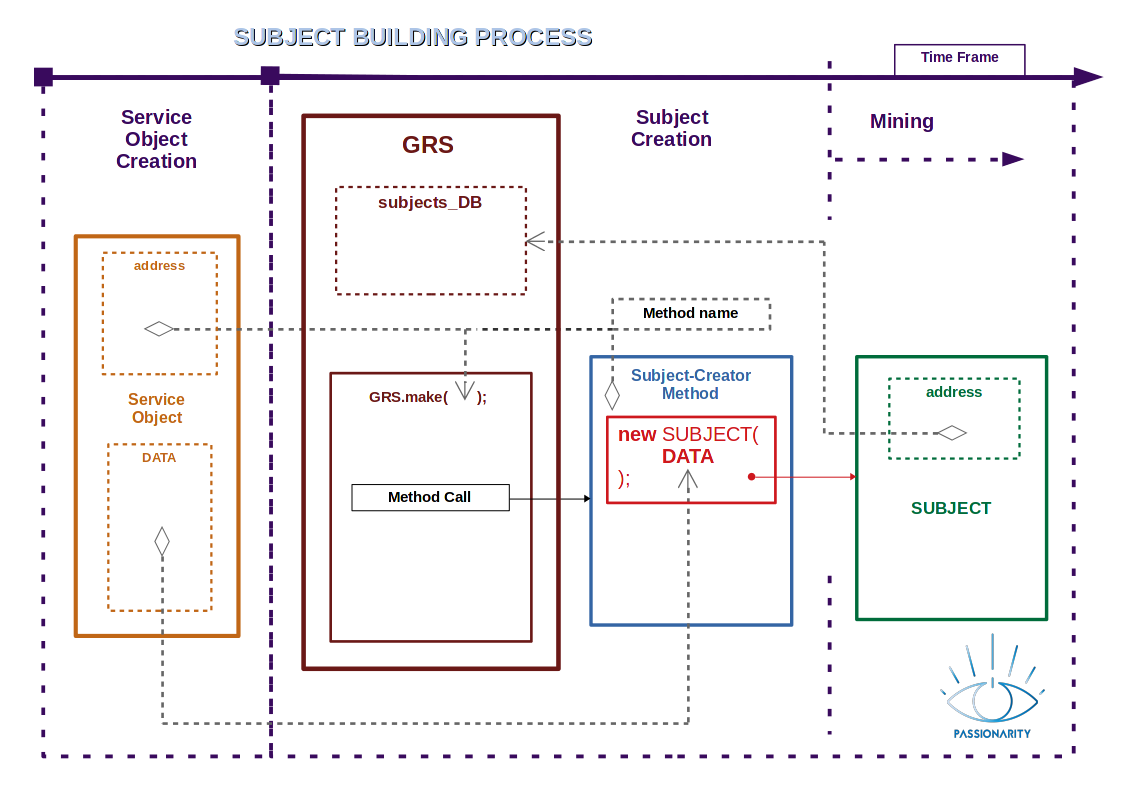 SUBJECT BUILDING PROCESS
Time Frame
Service
Object
Creation
GRS
Subject
Creation
Mining
subjects_DB
address
Method name
Service
Object
DATA
GRS.make( );
Method Call
Subject-Creator
Method
new SUBJECT(
DATA
);
address
SUBJECT
PASSIONARITY